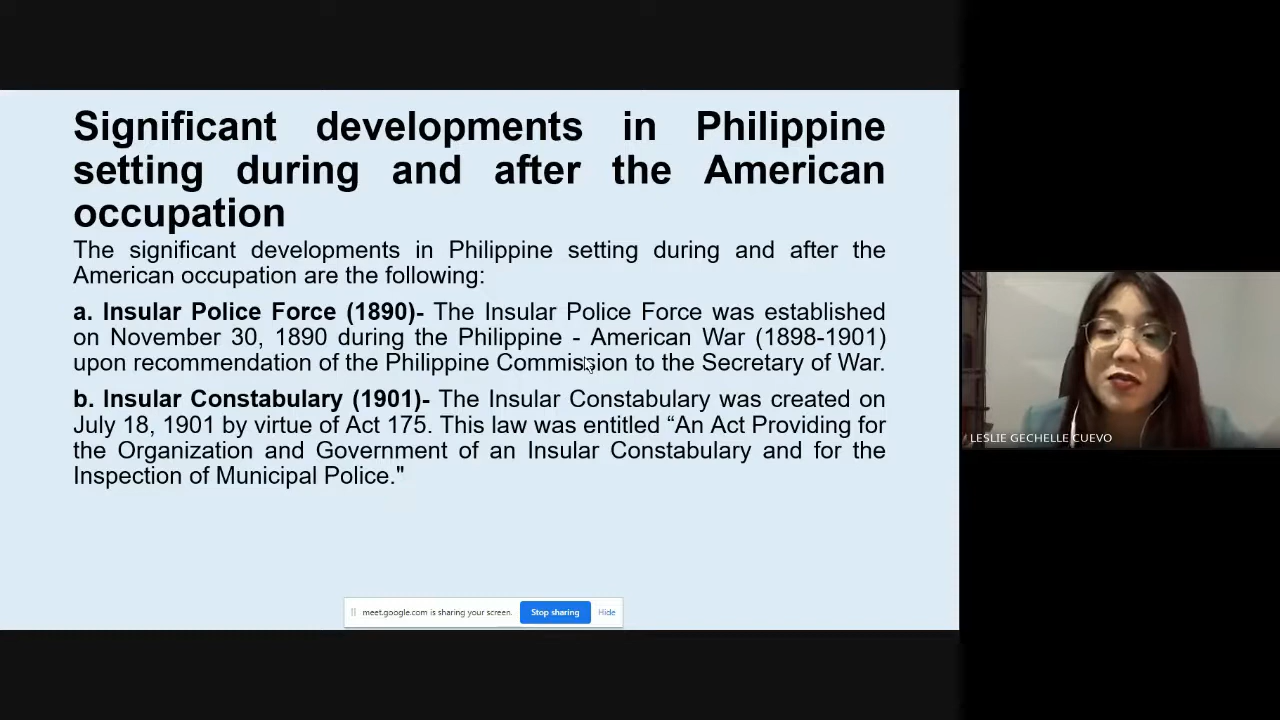 Significant developments in Philippine
setting during and after the American
occupation
The significant developments in Philippine setting during and after the
American occupation are the following:
a. Insular Police Force (1890)- The Insular Police Force was established
on November 30, 1890 during the Philippine - American War (1898-1901)
upon recommendation of the Philippine Commission to the Secretary of War.
b. Insular Constabulary (1901)- The Insular Constabulary was created on
July 18, 1901 by virtue of Act 175. This law was entitled “An Act Providing for
the Organization and Government of an Insular Constabulary and for the
Inspection of Municipal Police."
meet.google.com is sharing your screen. Stop sharing Hide
LESLIE GECHELLE CUEVO